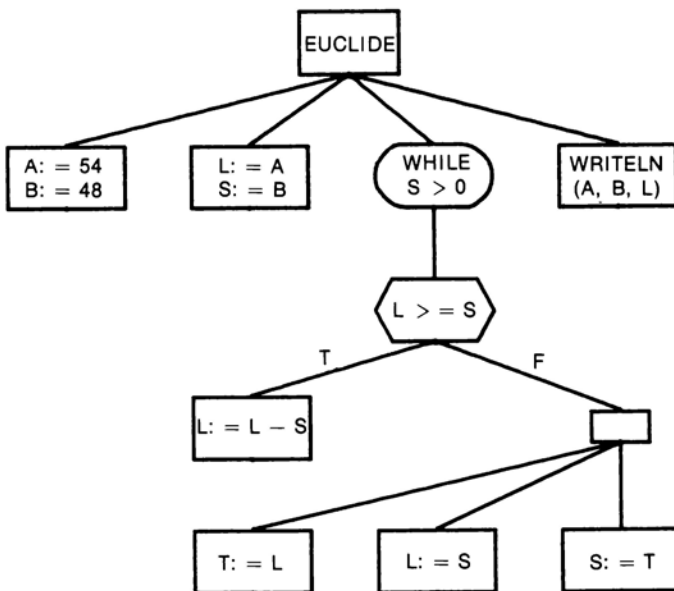 EUCLIDE
A: = 54
B: = 48
L: = A
S: = B
WHILE
S > 0
WRITELN
(A, B, L)
L > = S
T
F
L: = L − S
T: = L
L: = S
S: = T